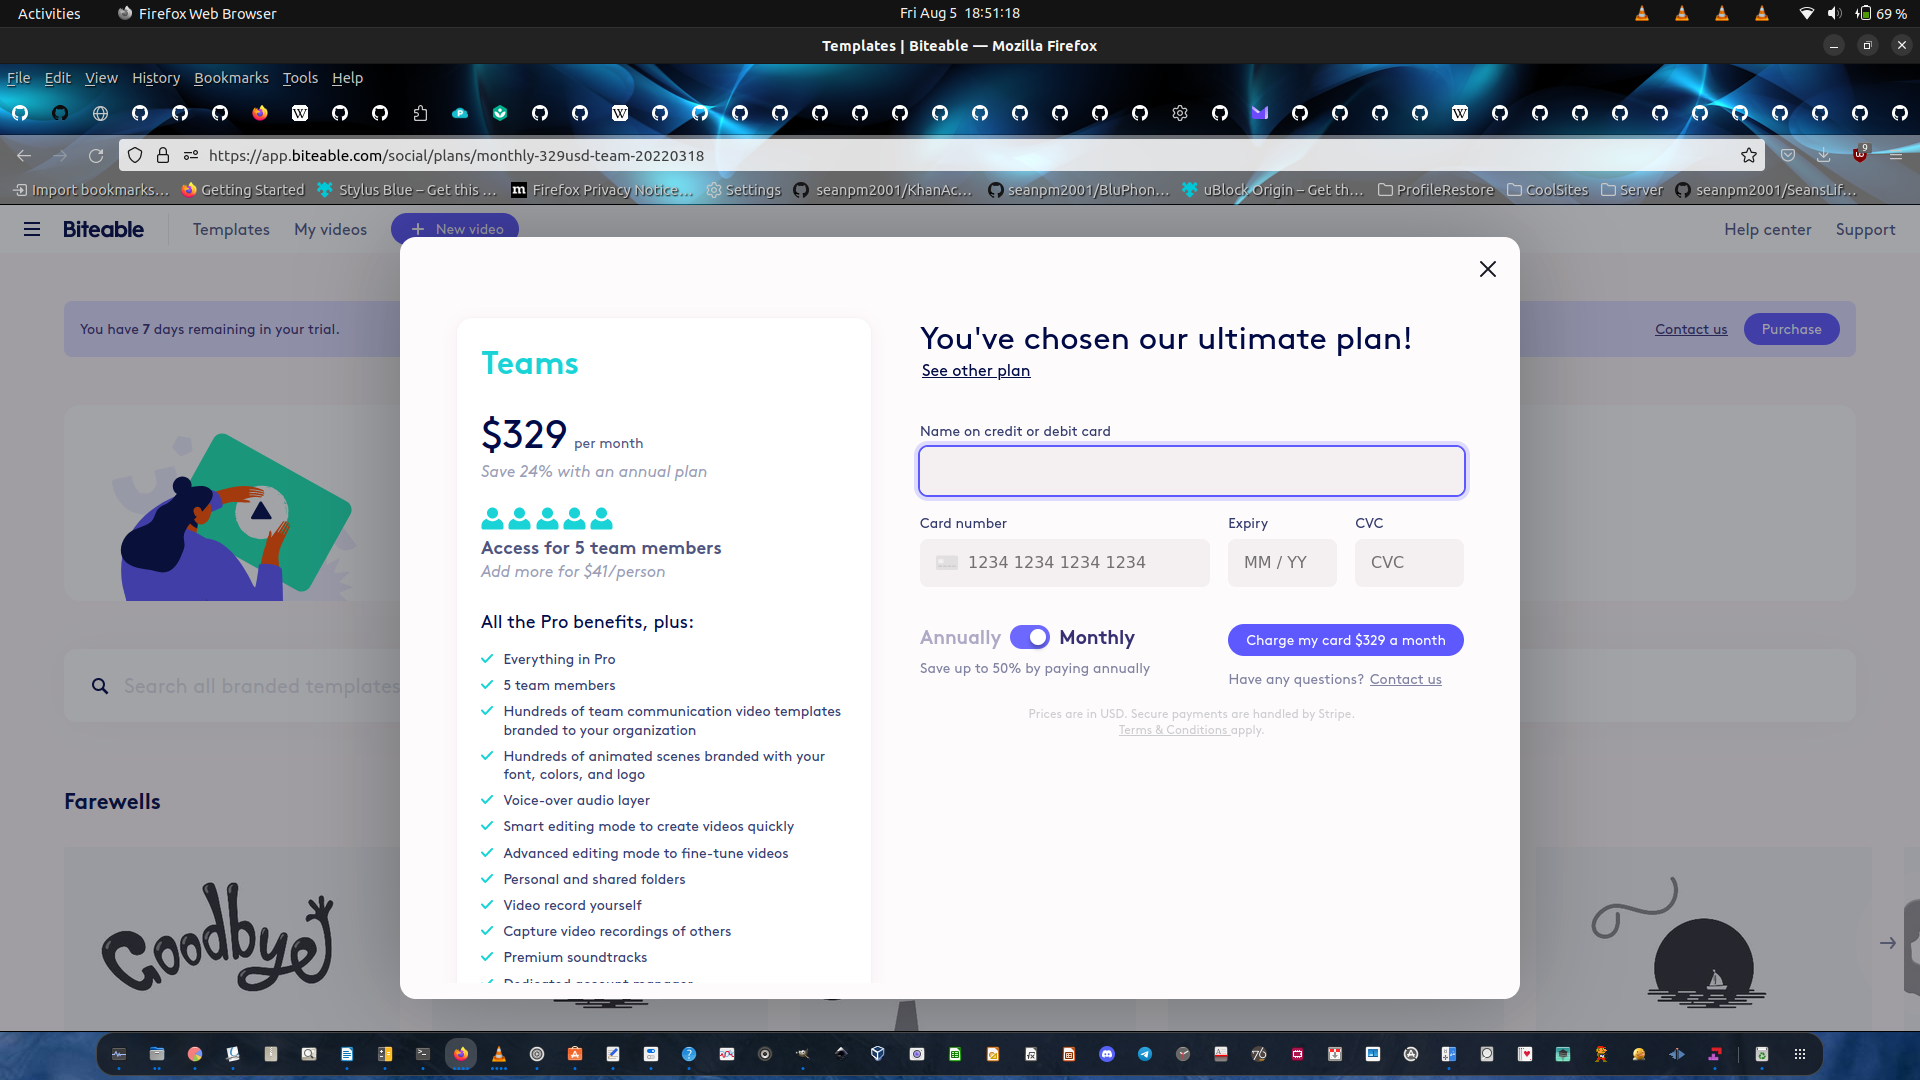 Activities
Firefox Web Browser
Fri Aug 5 18:51:18
69 %
Templates | Biteable — Mozilla Firefox
File Edit View History Bookmarks Tools Help
https://app.biteable.com/social/plans/monthly-329usd-team-20220318
9
Import bookmarks…
Getting Started
Stylus Blue – Get this …
Firefox Privacy Notice…
Settings
seanpm2001/KhanAc…
seanpm2001/BluPhon…
uBlock Origin – Get th…
ProfileRestore
CoolSites
Server
seanpm2001/SeansLif…
Biteable
Templates
My videos
New video
Help center
Support
You have 7 days remaining in your trial.
Contact us
Purchase
Teams
$329 per month
Save 24% with an annual plan
Access for 5 team members
Add more for $41/person
All the Pro benefits, plus:
Everything in Pro
5 team members
Hundreds of team communication video templates
branded to your organization
Hundreds of animated scenes branded with your
font, colors, and logo
Voice-over audio layer
Smart editing mode to create videos quickly
Advanced editing mode to fine-tune videos
Personal and shared folders
Video record yourself
Capture video recordings of others
Premium soundtracks
Dedicated account manager
You've chosen our ultimate plan!
See other plan
Name on credit or debit card
Card number
Expiry
CVC
1234 1234 1234 1234
MM / YY
CVC
Annually
Monthly
Charge my card $329 a month
Save up to 50% by paying annually
Have any questions? Contact us
Prices are in USD. Secure payments are handled by Stripe.
Terms & Conditions apply.
Search all branded templates
Farewells
Goodbye